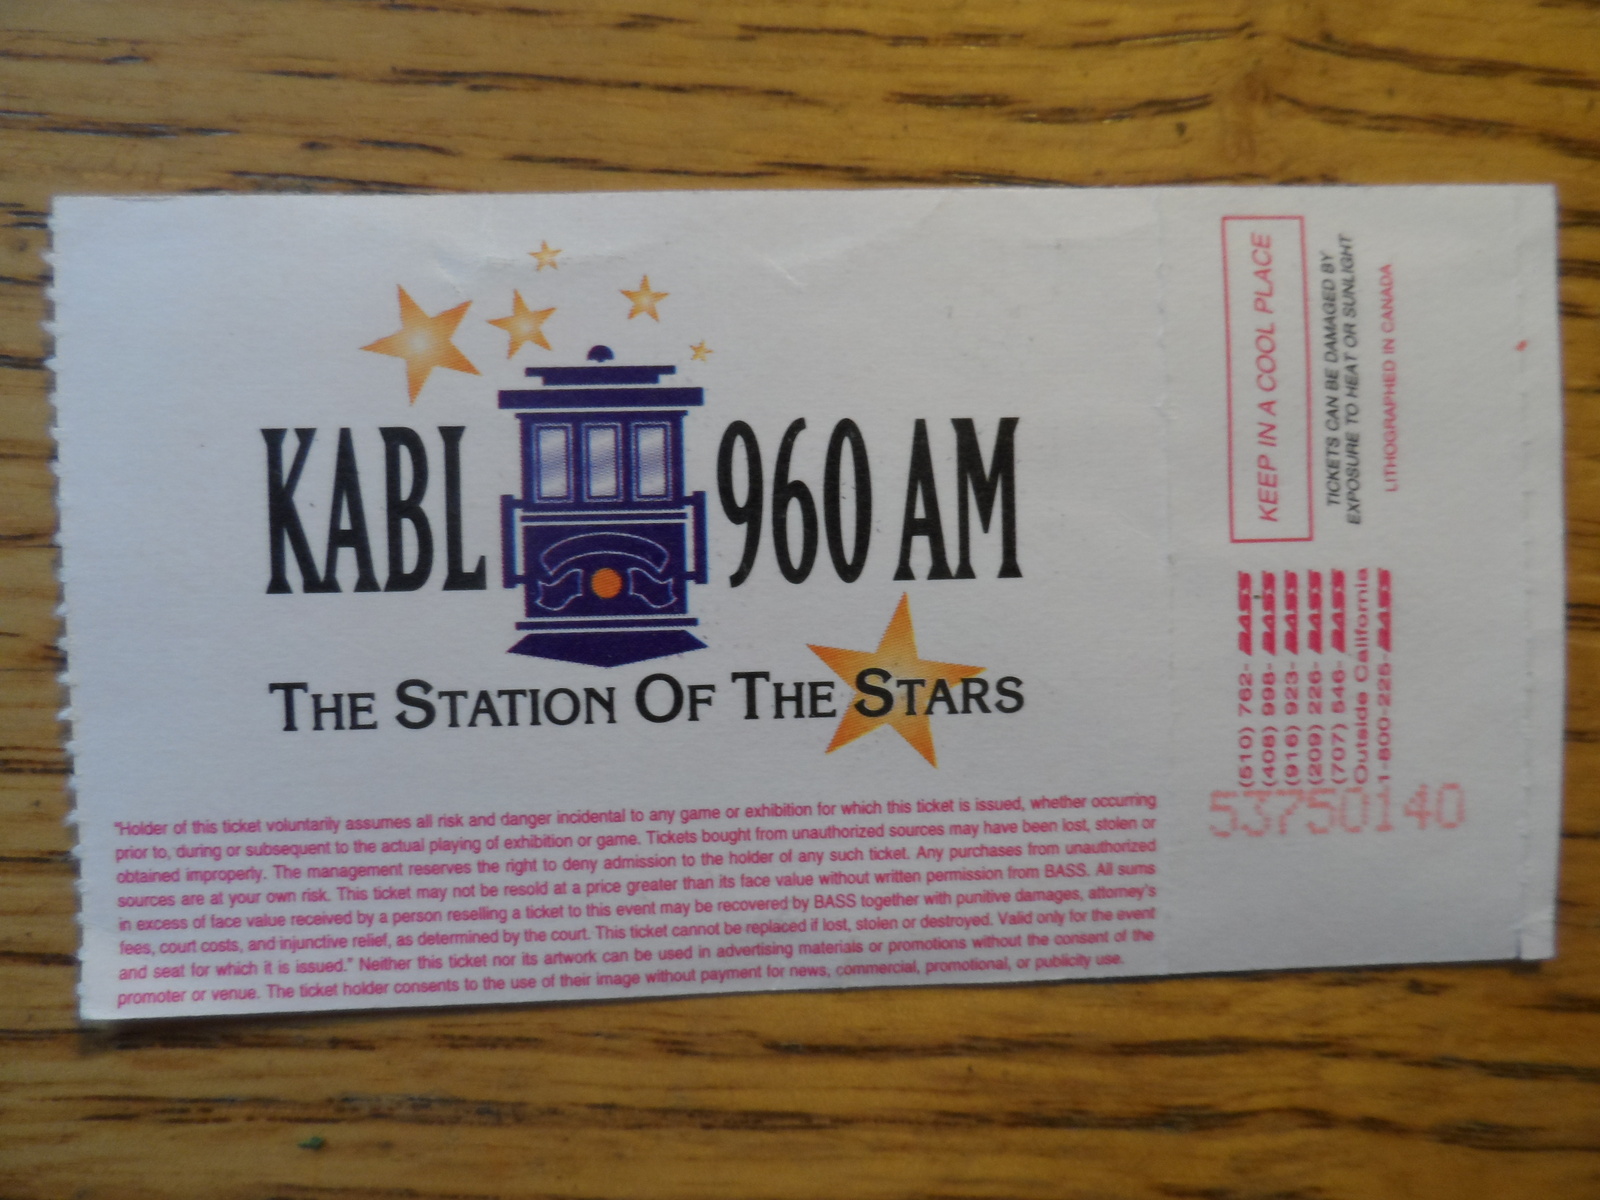 KABL 960 AM
THE STATION OF THE STARS
"Holder of this ticket voluntarily assumes all risk and danger incidental to any game or exhibition for which this ticket is issued, whether occurring
prior to, during or subsequent to the actual playing of exhibition or game. Tickets bought from unauthorized sources may have been lost, stolen or
obtained improperly. The management reserves the right to deny admission to the holder of any such ticket. Any purchases from unauthorized
sources are at your own risk. This ticket may not be resold at a price greater than its face value without written permission from BASS. All sums
in excess of face value received by a person reselling a ticket to this event may be recovered by BASS together with punitive damages, attorney's
fees, court costs, and injunctive relief, as determined by the court. This ticket cannot be replaced if lost, stolen or destroyed. Valid only for the event
and seat for which it is issued." Neither this ticket nor its artwork can be used in advertising materials or promotions without the consent of the
promoter or venue. The ticket holder consents to the use of their image without payment for news, commercial, promotional, or publicity use.
KEEP IN A COOL PLACE
TICKETS CAN BE DAMAGED BY
EXPOSURE TO HEAT OR SUNLIGHT
LITHOGRAPHED IN CANADA
(510) 762-BASS
(408) 998-BASS
(916) 923-BASS
(209) 226-BASS
(707) 546-BASS
Outside California
1-800-225-BASS
53750140